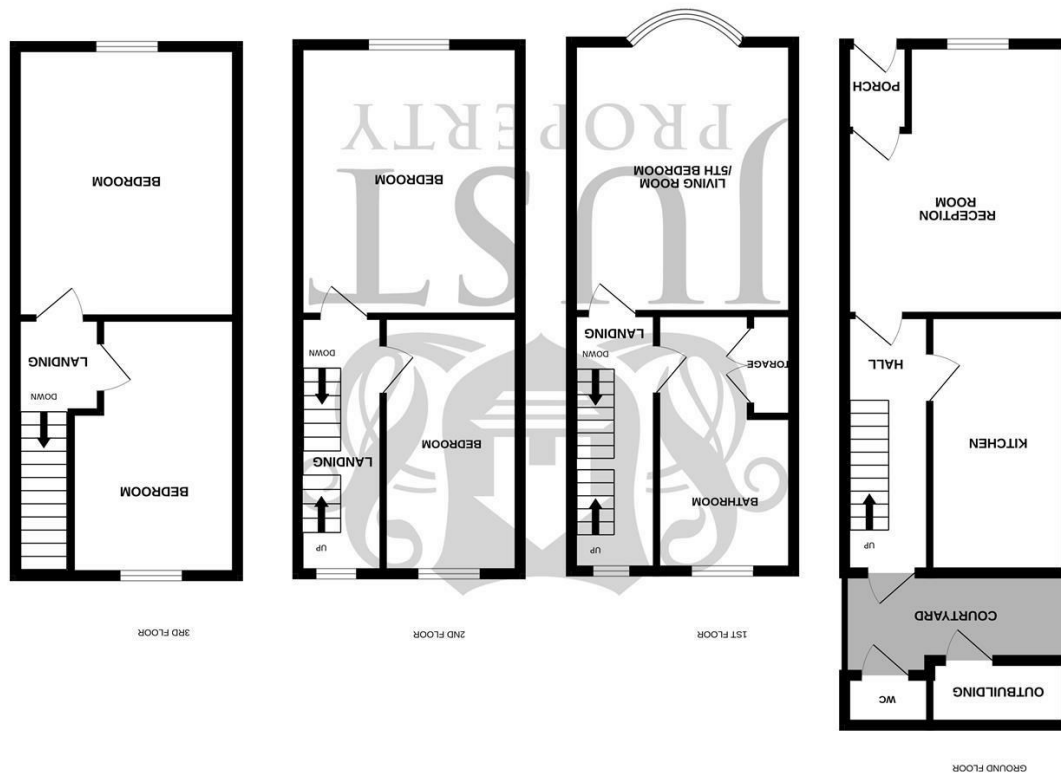 GROUND FLOOR
OUTBUILDING
WC
COURTYARD
UP
KITCHEN
HALL
RECEPTION
ROOM
PORCH
1ST FLOOR
UP
BATHROOM
TORAGE
DOWN
LANDING
LIVING ROOM
/5TH BEDROOM
2ND FLOOR
UP
LANDING
BEDROOM
DOWN
BEDROOM
3RD FLOOR
BEDROOM
DOWN
LANDING
BEDROOM
JUST
PROPERTY